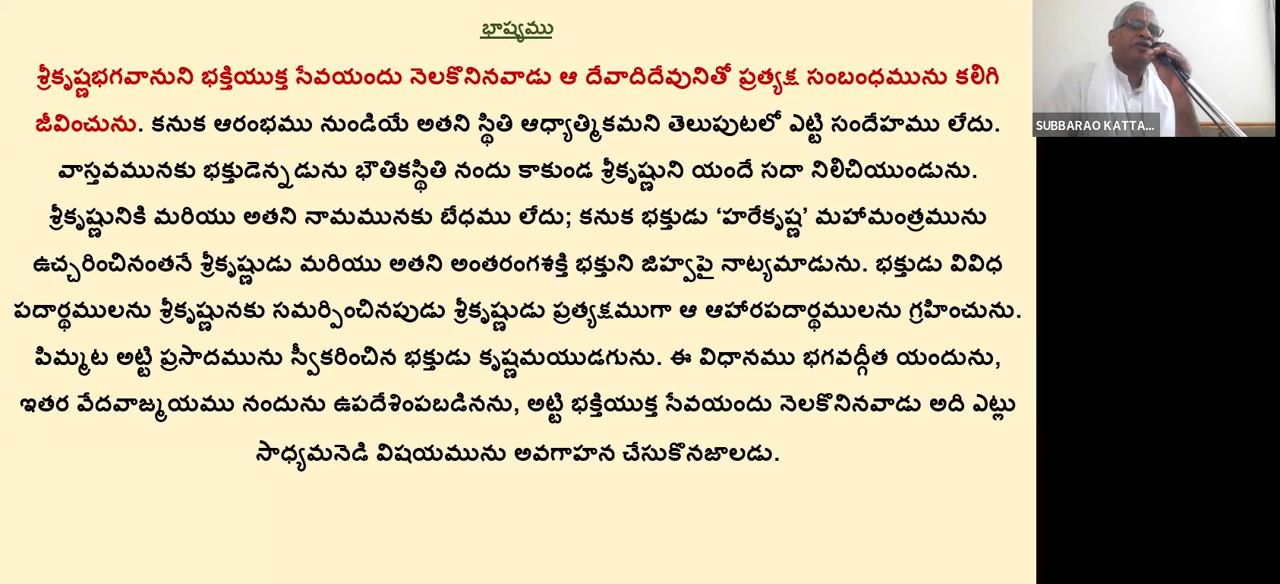 భాష్యము
శ్రీకృష్ణభగవానుని భక్తియుక్త సేవయందు నెలకొనినవాడు ఆ దేవాదిదేవునితో ప్రత్యక్ష సంబంధమును కలిగి
జీవించును. కనుక ఆరంభము నుండియే అతని స్థితి ఆధ్యాత్మికమని తెలుపుటలో ఎట్టి సందేహము లేదు.
వాస్తవమునకు భక్తుడెన్నడును భౌతికస్థితి నందు కాకుండ శ్రీకృష్ణుని యందే సదా నిలిచియుండును.
శ్రీకృష్ణునికి మరియు అతని నామమునకు బేధము లేదు; కనుక భక్తుడు ‘హరేకృష్ణ’ మహామంత్రమును
ఉచ్చరించినంతనే శ్రీకృష్ణుడు మరియు అతని అంతరంగశక్తి భక్తుని జిహ్వపై నాట్యమాడును. భక్తుడు వివిధ
పదార్థములను శ్రీకృష్ణునకు సమర్పించినపుడు శ్రీకృష్ణుడు ప్రత్యక్షముగా ఆ ఆహారపదార్థములను గ్రహించును.
పిమ్మట అట్టి ప్రసాదమును స్వీకరించిన భక్తుడు కృష్ణమయుడగును. ఈ విధానము భగవద్గీత యందును,
ఇతర వేదవాఙ్మయము నందును ఉపదేశింపబడినను, అట్టి భక్తియుక్త సేవయందు నెలకొనినవాడు అది ఎట్లు
సాధ్యమనెడి విషయమును అవగాహన చేసుకొనజాలడు.
SUBBARAO KATTA...